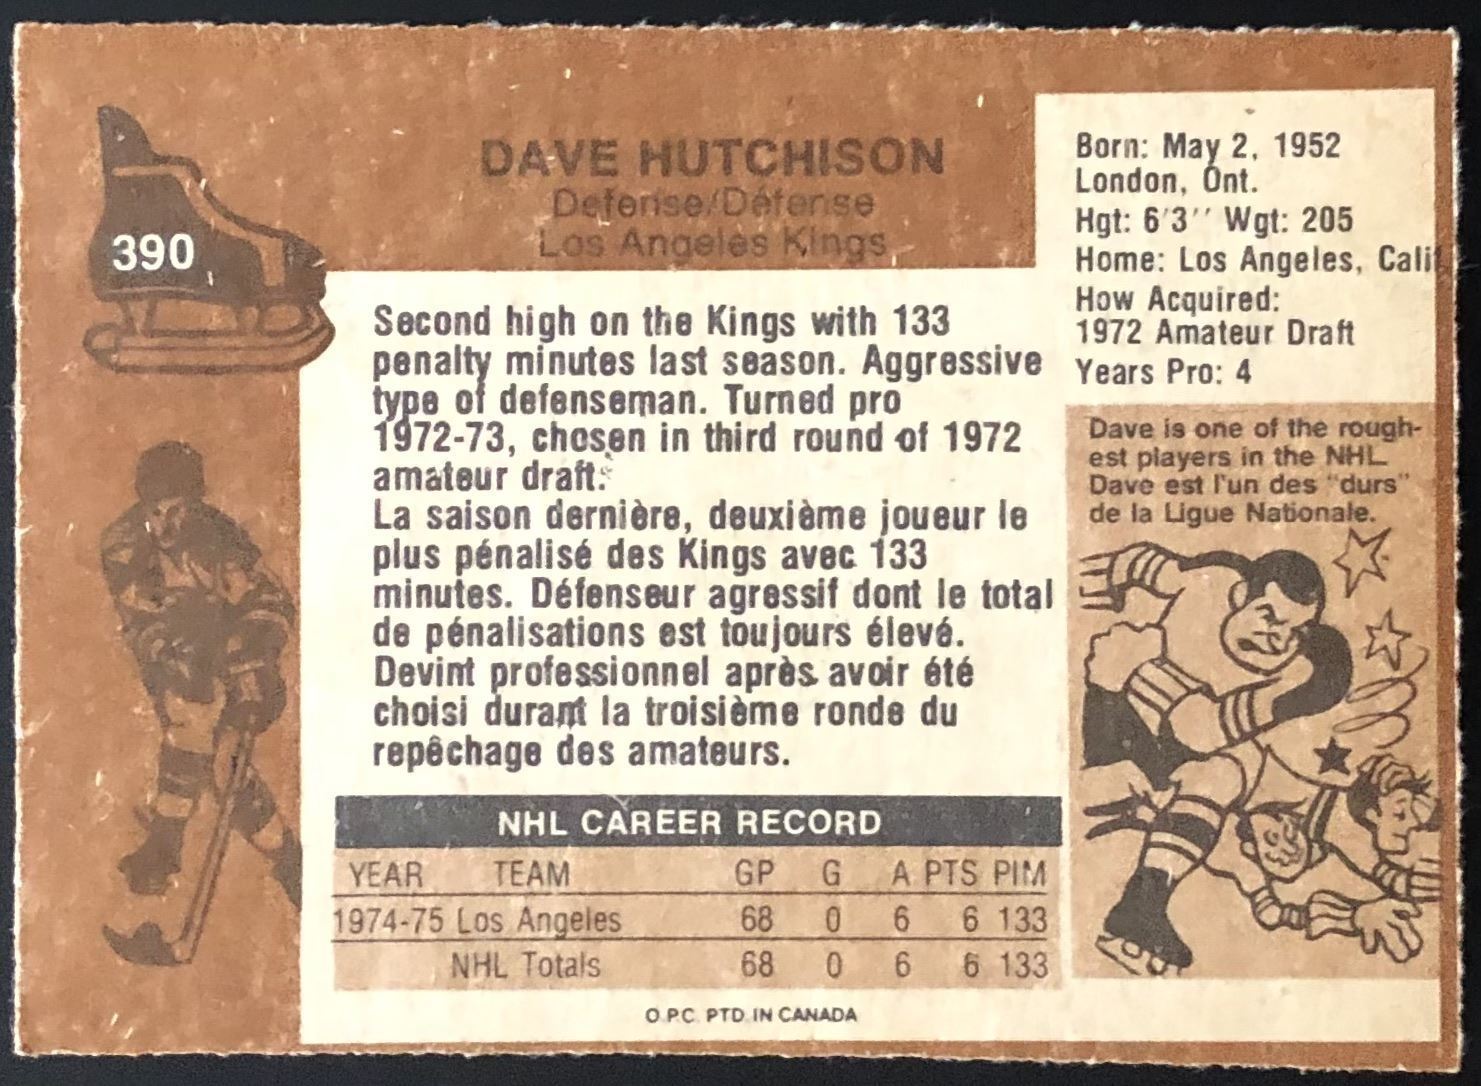 390
DAVE HUTCHISON
Defense/Défense
Los Angeles Kings
Born: May 2, 1952
London, Ont.
Hgt: 6'3'' Wgt: 205
Home: Los Angeles, Calif
How Acquired:
1972 Amateur Draft
Years Pro: 4
Second high on the Kings with 133
penalty minutes last season. Aggressive
type of defenseman. Turned pro
1972-73, chosen in third round of 1972
amateur draft.
La saison dernière, deuxième joueur le
plus pénalisé des Kings avec 133
minutes. Défenseur agressif dont le total
de pénalisations est toujours élevé.
Devint professionnel après avoir été
choisi durant la troisième ronde du
repêchage des amateurs.
Dave is one of the rough-
est players in the NHL
Dave est l'un des "durs"
de la Ligue Nationale.
NHL CAREER RECORD
YEAR TEAM GP G A PTS PIM
1974-75 Los Angeles 68 0 6 6 133
NHL Totals 68 0 6 6 133
O.P.C. PTD. IN CANADA